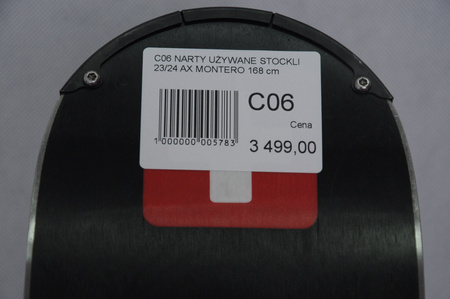 C06 NARTY UŻYWANE STOCKLI
23/24 AX MONTERO 168 cm
C06
Cena
3 499,00
1 000000 005783